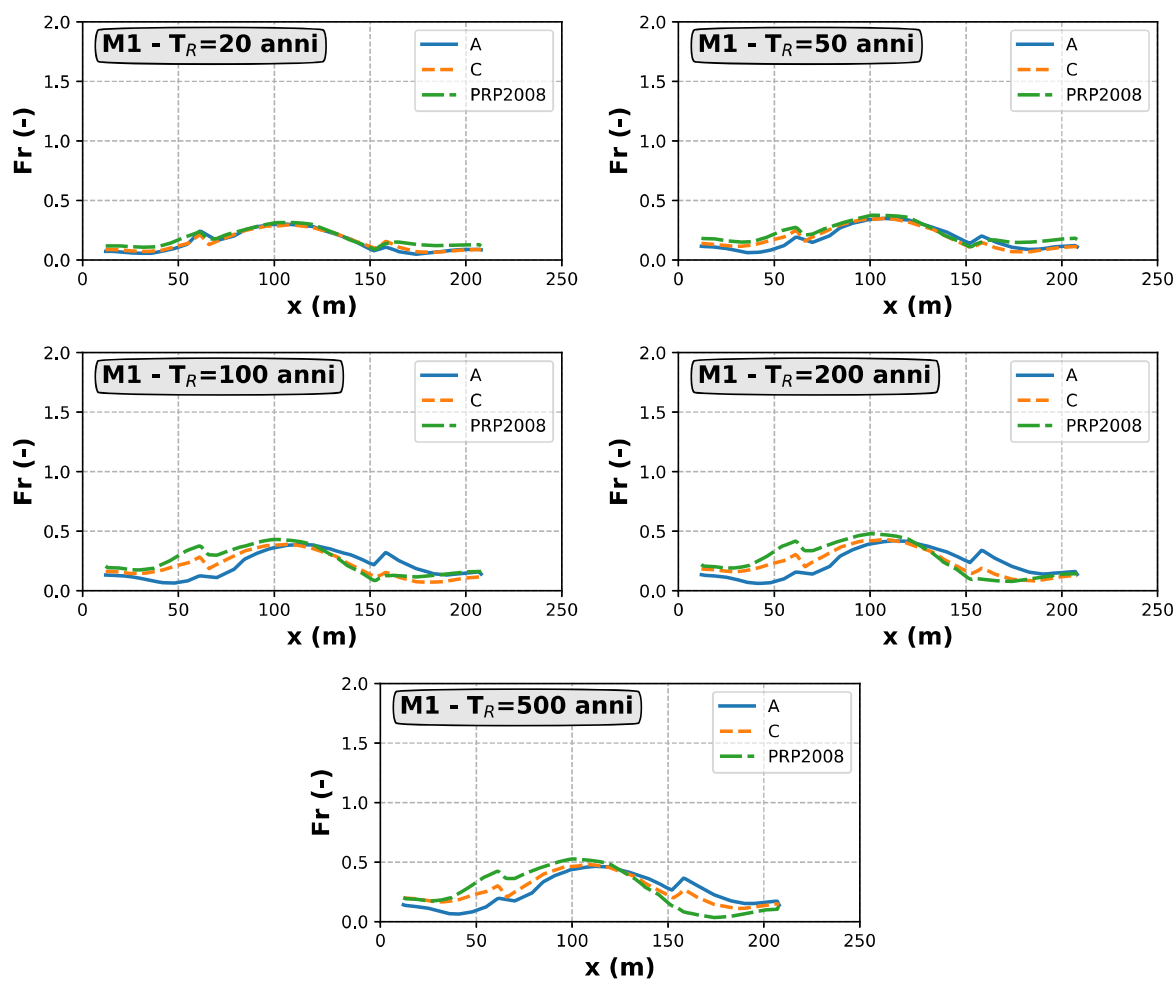 M1 - T_R=20 anni
A
C
PRP2008
2.0
1.5
1.0
0.5
0.0
Fr (-)
0 50 100 150 200 250
x (m)
M1 - T_R=50 anni
A
C
PRP2008
2.0
1.5
1.0
0.5
0.0
Fr (-)
0 50 100 150 200 250
x (m)
M1 - T_R=100 anni
A
C
PRP2008
2.0
1.5
1.0
0.5
0.0
Fr (-)
0 50 100 150 200 250
x (m)
M1 - T_R=200 anni
A
C
PRP2008
2.0
1.5
1.0
0.5
0.0
Fr (-)
0 50 100 150 200 250
x (m)
M1 - T_R=500 anni
A
C
PRP2008
2.0
1.5
1.0
0.5
0.0
Fr (-)
0 50 100 150 200 250
x (m)